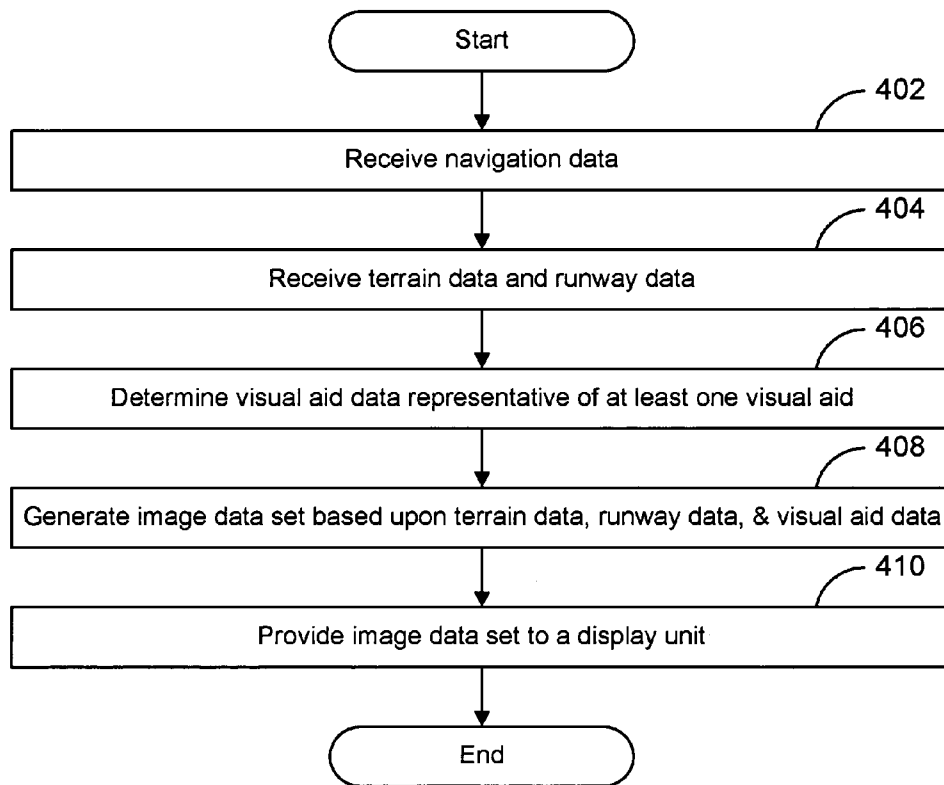 Start
402
Receive navigation data
404
Receive terrain data and runway data
406
Determine visual aid data representative of at least one visual aid
408
Generate image data set based upon terrain data, runway data, & visual aid data
410
Provide image data set to a display unit
End